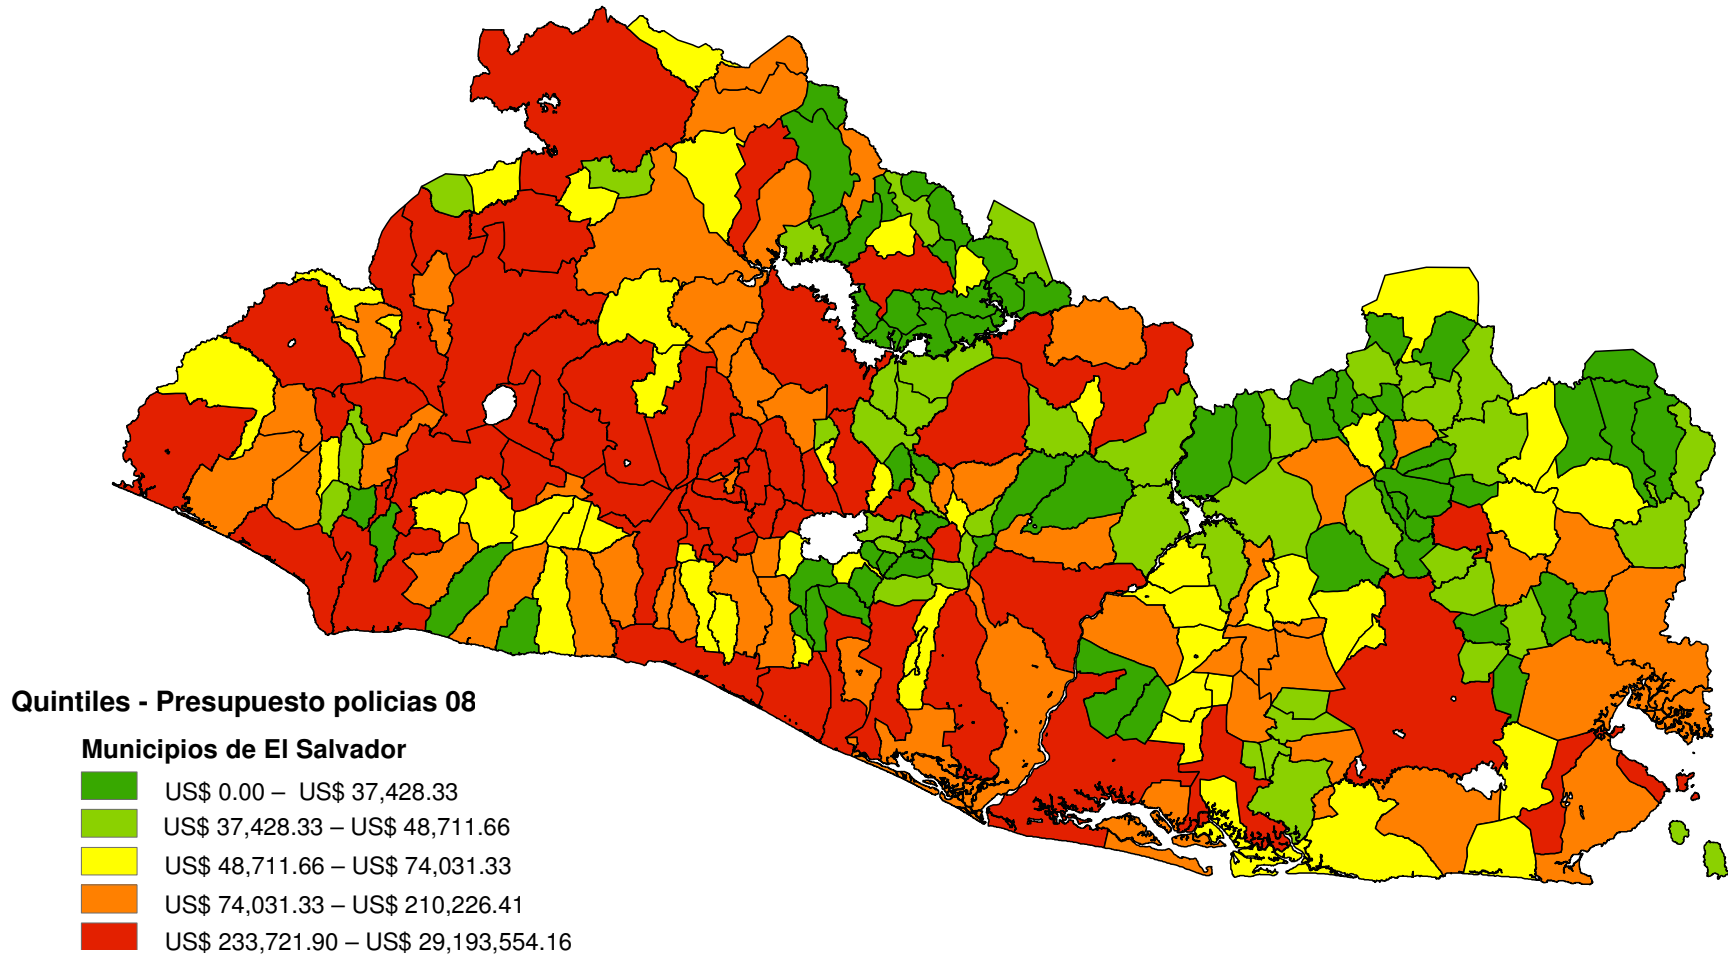 Quintiles - Presupuesto policias 08
Municipios de El Salvador
US$ 0.00 – US$ 37,428.33
US$ 37,428.33 – US$ 48,711.66
US$ 48,711.66 – US$ 74,031.33
US$ 74,031.33 – US$ 210,226.41
US$ 233,721.90 – US$ 29,193,554.16